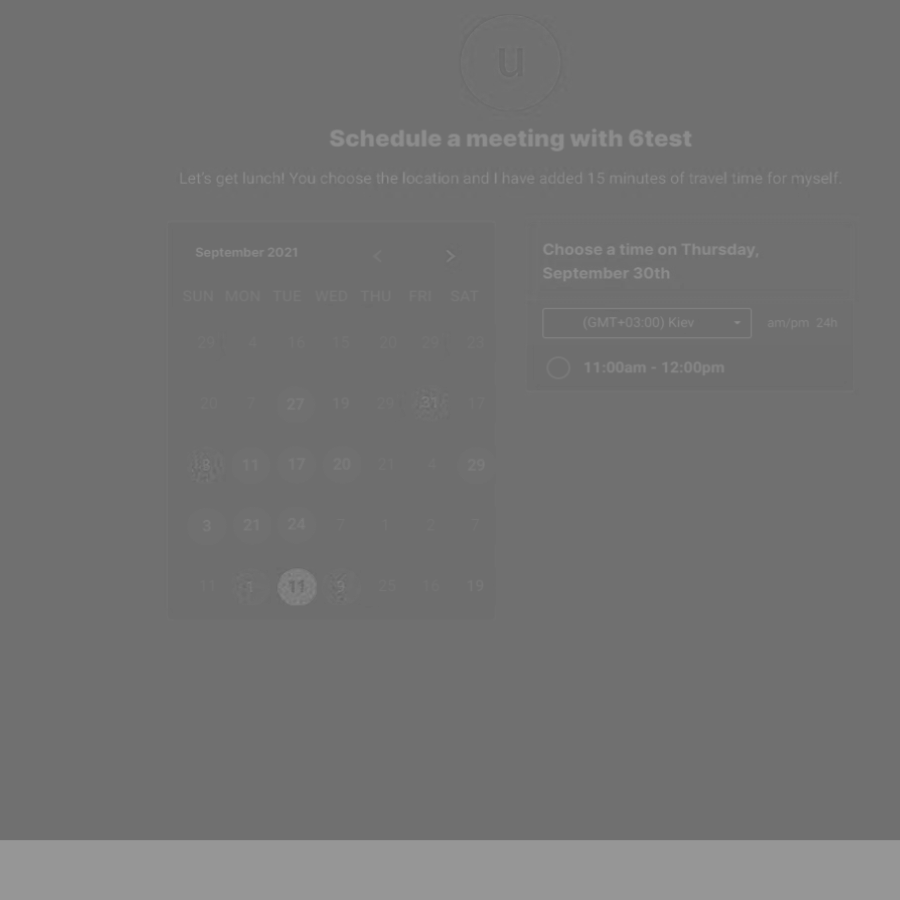 u
Schedule a meeting with 6test
Let's get lunch! You choose the location and I have added 15 minutes of travel time for myself.
September 2021 < >
SUN MON TUE WED THU FRI SAT
29 4 16 18 20 29 23
20 7 27 19 29 31 17
8 11 17 20 21 4 29
3 21 24 7 1 2 7
11 1 11 9 25 16 19
Choose a time on Thursday,
September 30th
(GMT+03:00) Kiev am/pm 24h
11:00am - 12:00pm